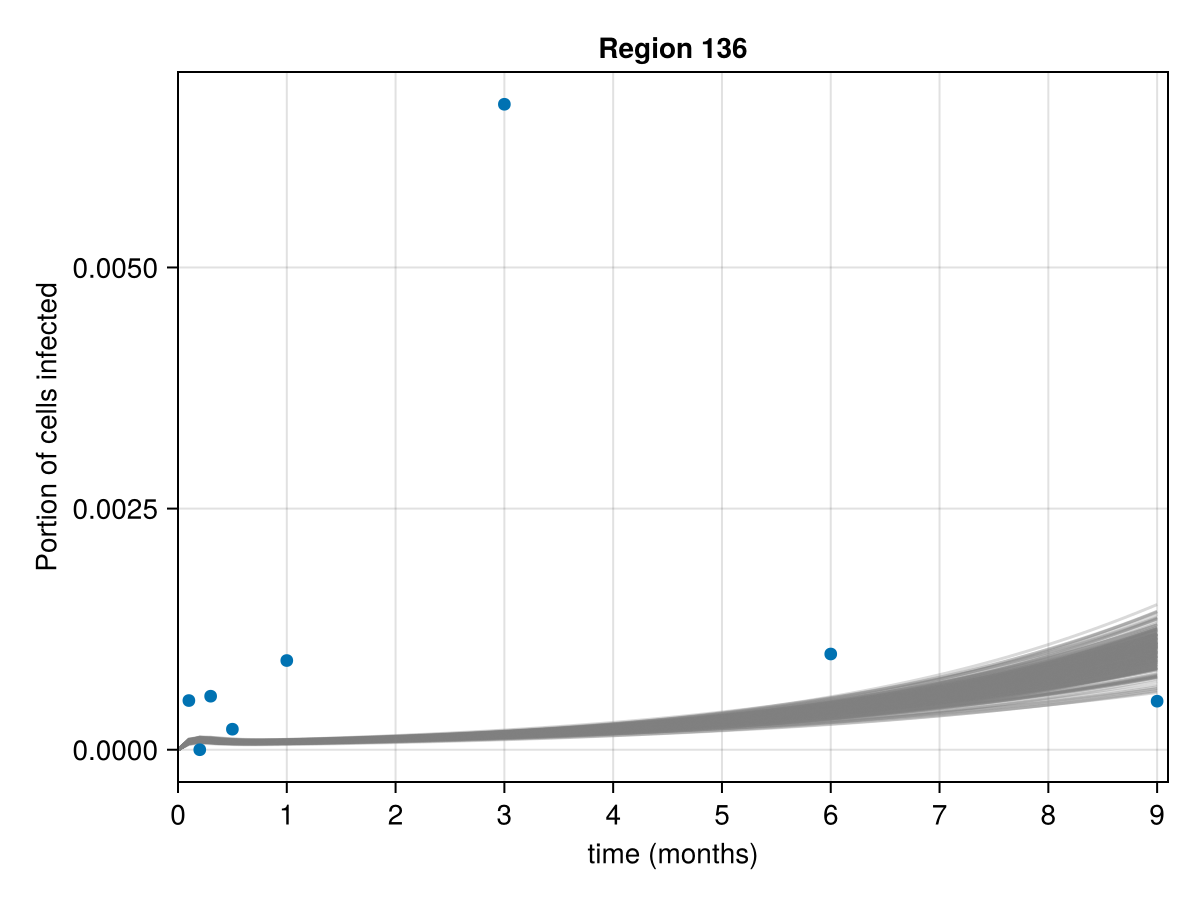 Region 136
Portion of cells infected
0.0050
0.0025
0.0000
0 1 2 3 4 5 6 7 8 9
time (months)